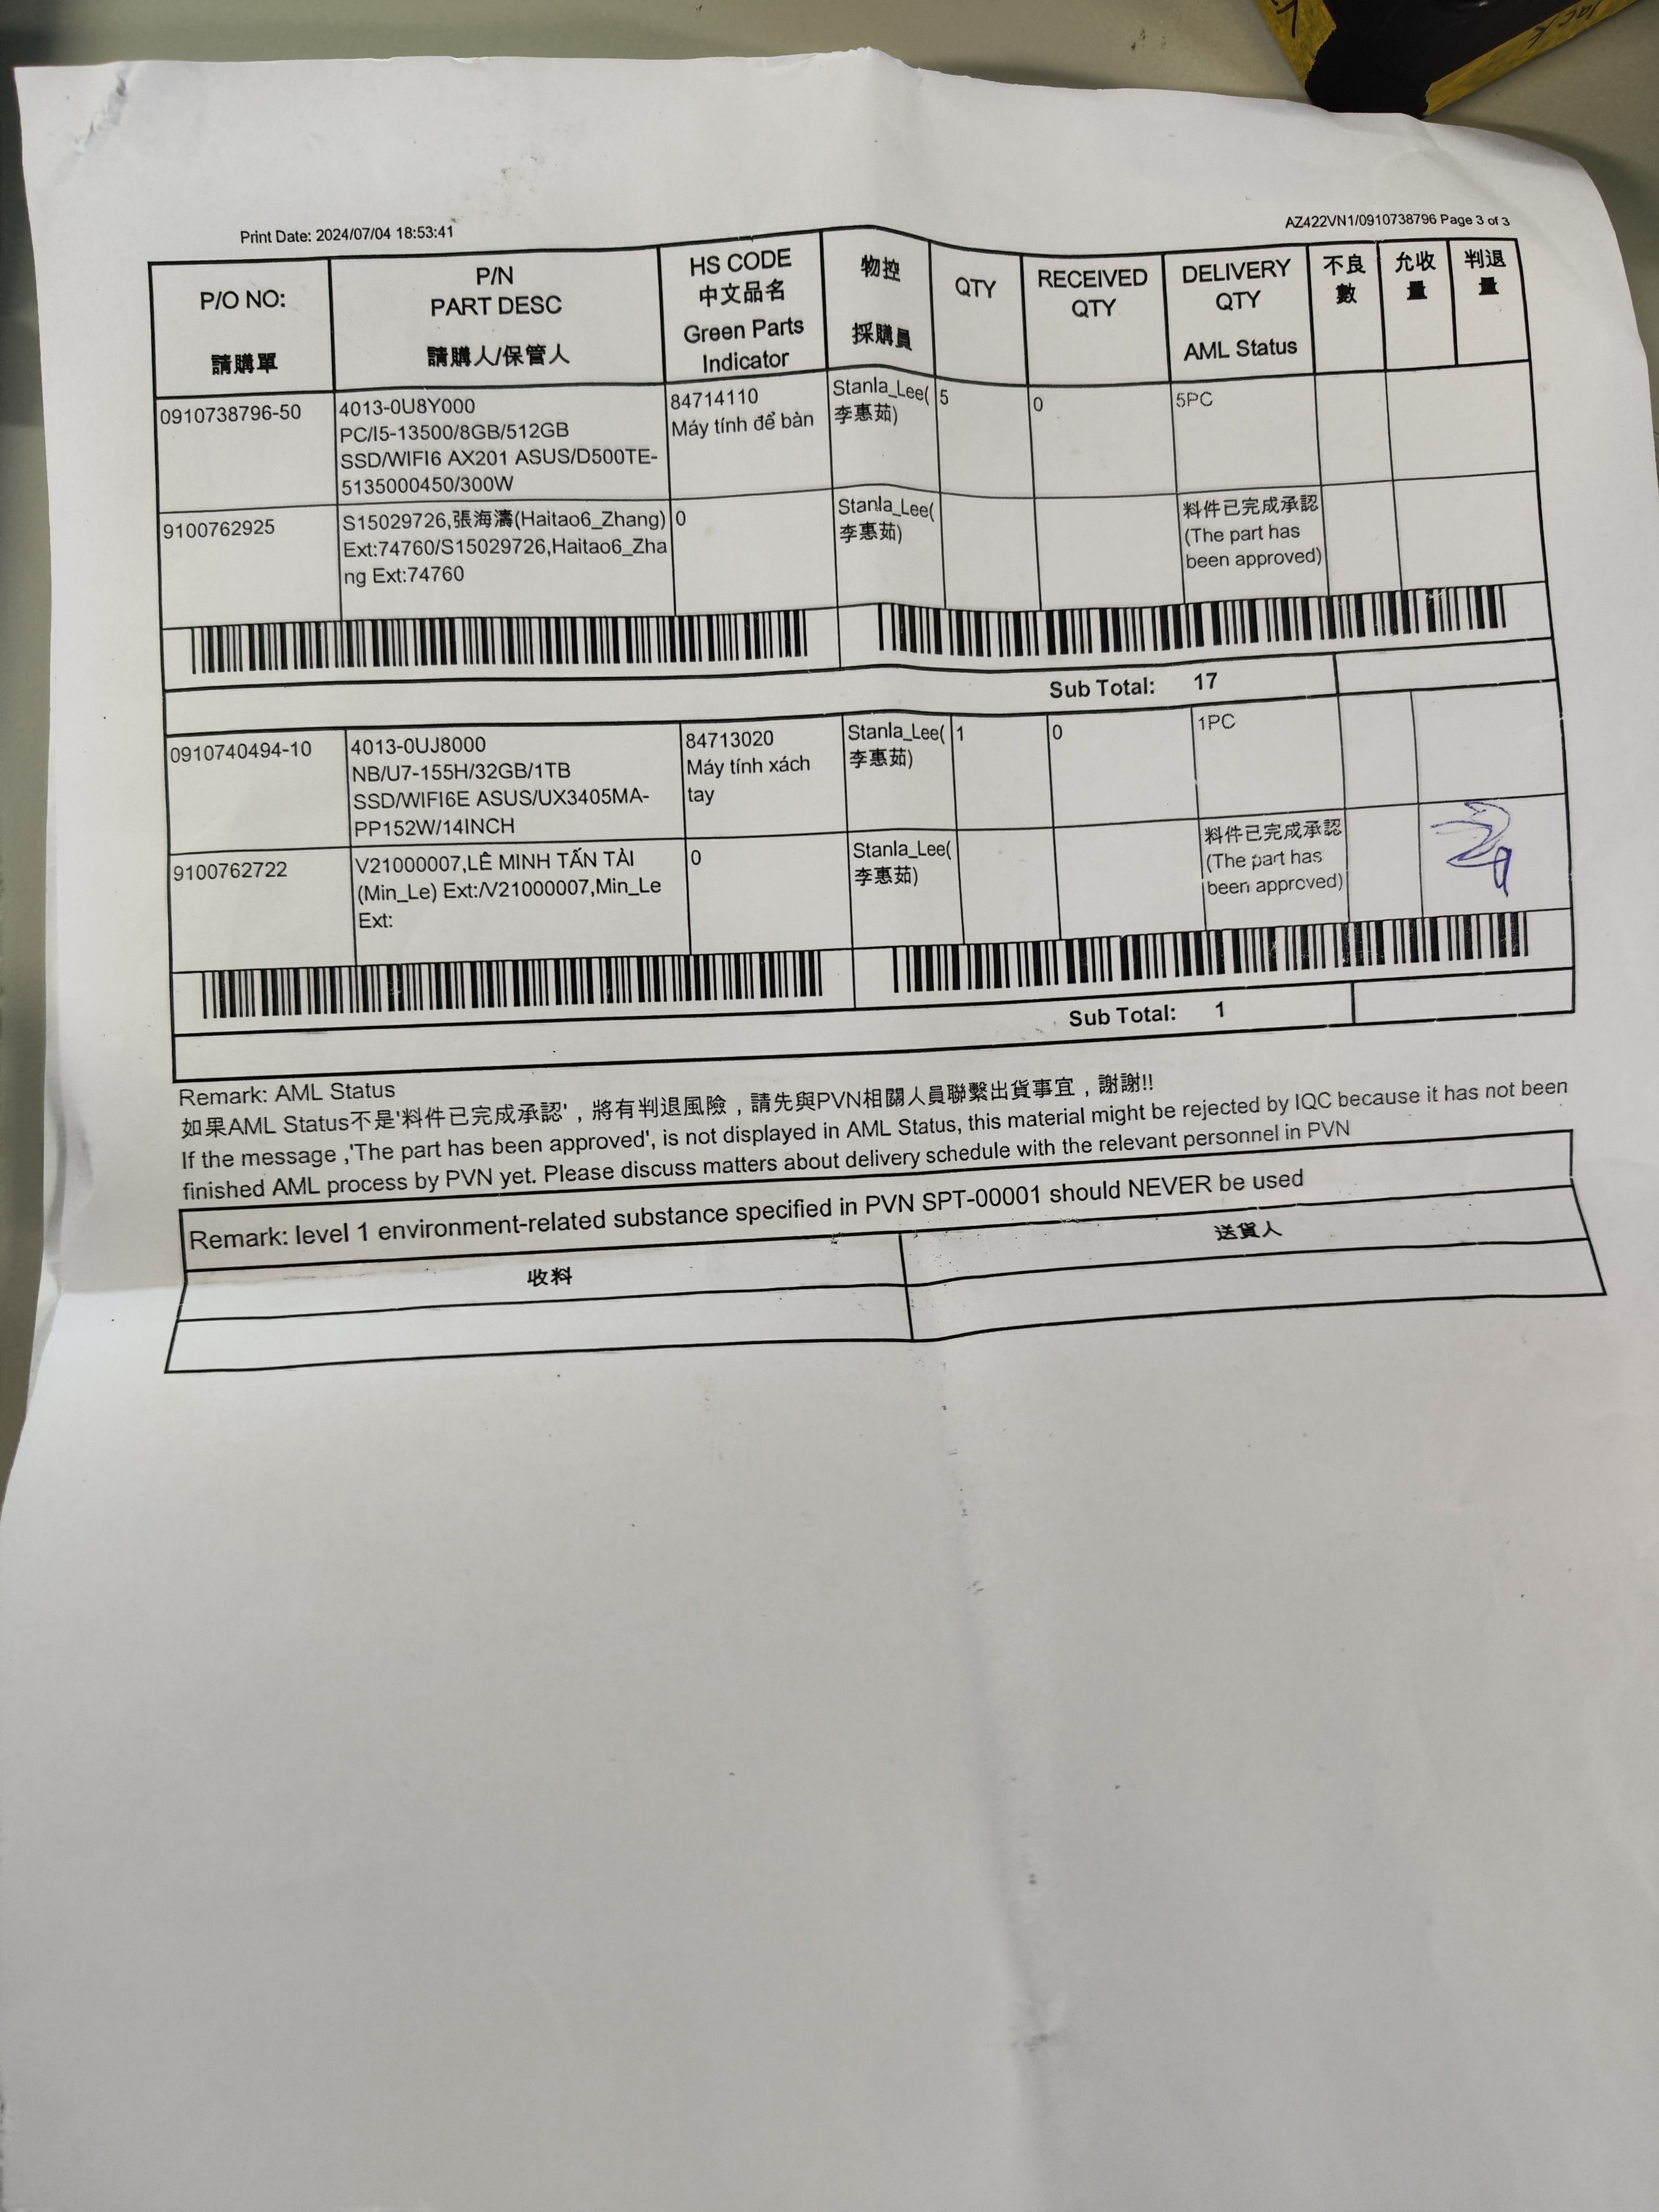 Print Date: 2024/07/04 18:53:41
AZ422VN1/0910738796 Page 3 of 3
P/O NO:
請購單
P/N
PART DESC
請購人/保管人
HS CODE
中文品名
Green Parts
Indicator
物控
採購員
QTY
RECEIVED
QTY
DELIVERY
QTY
AML Status
不良
數
允收
量
判退
量
0910738796-50
4013-0U8Y000
PC/I5-13500/8GB/512GB
SSD/WIFI6 AX201 ASUS/D500TE-
5135000450/300W
84714110
Máy tính để bàn
Stanla_Lee(
李惠茹)
5
0
5PC
9100762925
S15029726,張海濤(Haitao6_Zhang)
Ext:74760/S15029726,Haitao6_Zha
ng Ext:74760
0
Stanla_Lee(
李惠茹)
料件已完成承認
(The part has
been approved)
Sub Total: 17
0910740494-10
4013-0UJ8000
NB/U7-155H/32GB/1TB
SSD/WIFI6E ASUS/UX3405MA-
PP152W/14INCH
84713020
Máy tính xách
tay
Stanla_Lee(
李惠茹)
1
0
1PC
9100762722
V21000007,LÊ MINH TẤN TÀI
(Min_Le) Ext:/V21000007,Min_Le
Ext:
0
Stanla_Lee(
李惠茹)
料件已完成承認
(The part has
been approved)
Sub Total: 1
Remark: AML Status
如果AML Status不是'料件已完成承認'，將有判退風險，請先與PVN相關人員聯繫出貨事宜，謝謝!!
If the message ,'The part has been approved', is not displayed in AML Status, this material might be rejected by IQC because it has not been
finished AML process by PVN yet. Please discuss matters about delivery schedule with the relevant personnel in PVN
Remark: level 1 environment-related substance specified in PVN SPT-00001 should NEVER be used
收料
送貨人